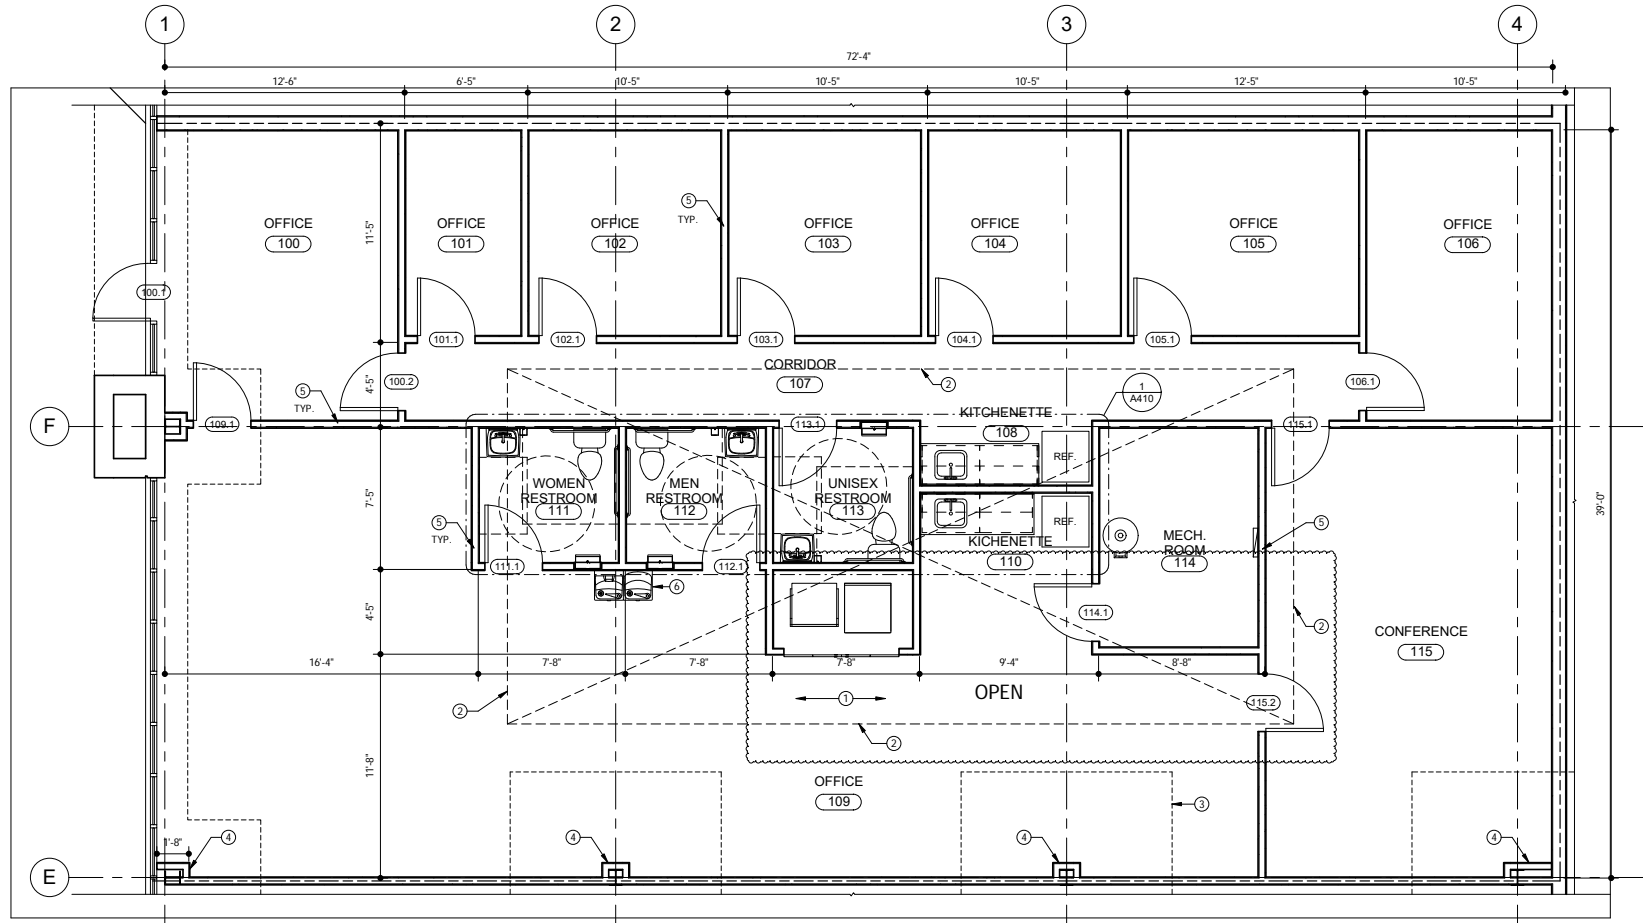 1 2 3 4
72'-4"
12'-6" 6'-5" 10'-5" 10'-5" 10'-5" 12'-5" 10'-5"
OFFICE
100
OFFICE
101
OFFICE
102
5
TYP.
OFFICE
103
OFFICE
104
OFFICE
105
OFFICE
106
11'-5"
100.1
101.1 102.1 103.1 104.1 105.1
CORRIDOR
107
4'-5"
100.2
5
TYP.
2
1
A410
106.1
F
109.1
113.1
KITCHENETTE
108
115.1
REF.
WOMEN
RESTROOM
111
MEN
RESTROOM
112
UNISEX
RESTROOM
113
7'-5"
39'-0"
5
TYP.
REF.
KICHENETTE
110
MECH.
ROOM
114
5
111.1
112.1
6
4'-5"
114.1
2
CONFERENCE
115
16'-4" 7'-8" 7'-8" 7'-8" 9'-4" 8'-8"
1
OPEN
115.2
2
2
11'-8"
OFFICE
109
3
1'-8"
4
4
4
4
E